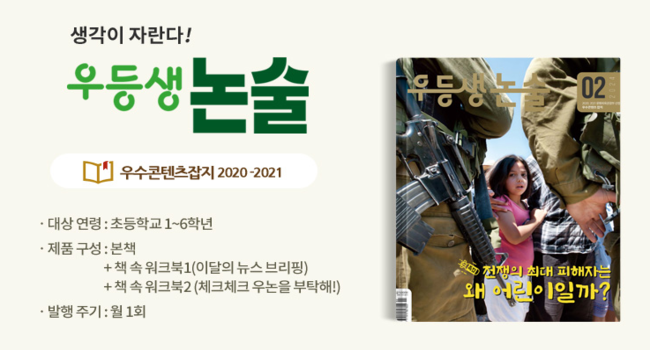 생각이 자란다!
우등생 논술
우수콘텐츠잡지 2020 -2021
· 대상 연령 : 초등학교 1~6학년
· 제품 구성 : 본책
+ 책 속 워크북1(이달의 뉴스 브리핑)
+ 책 속 워크북2 (체크체크 우논을 부탁해!)
· 발행 주기 : 월 1회
우등생 논술
02
전쟁의 최대 피해자는
왜 어린이일까?